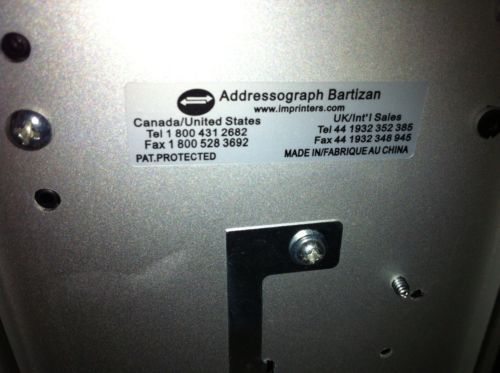 Addressograph Bartizan
www.imprinters.com
Canada/United States
Tel 1 800 431 2682
Fax 1 800 528 3692
PAT.PROTECTED
UK/Int'l Sales
Tel 44 1932 352 385
Fax 44 1932 348 945
MADE IN/FABRIQUE AU CHINA